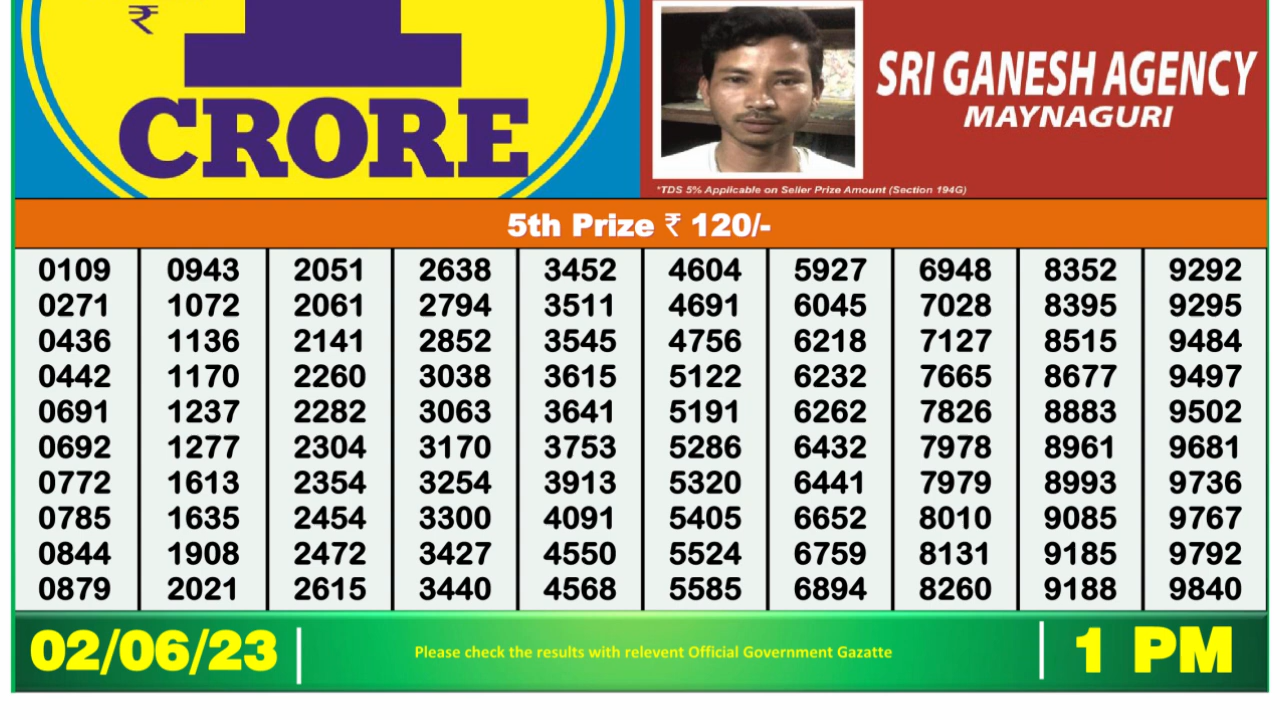 ₹
1
CRORE
SRI GANESH AGENCY
MAYNAGURI
*TDS 5% Applicable on Seller Prize Amount (Section 194G)
5th Prize ₹ 120/-
0109 0943 2051 2638 3452 4604 5927 6948 8352 9292
0271 1072 2061 2794 3511 4691 6045 7028 8395 9295
0436 1136 2141 2852 3545 4756 6218 7127 8515 9484
0442 1170 2260 3038 3615 5122 6232 7665 8677 9497
0691 1237 2282 3063 3641 5191 6262 7826 8883 9502
0692 1277 2304 3170 3753 5286 6432 7978 8961 9681
0772 1613 2354 3254 3913 5320 6441 7979 8993 9736
0785 1635 2454 3300 4091 5405 6652 8010 9085 9767
0844 1908 2472 3427 4550 5524 6759 8131 9185 9792
0879 2021 2615 3440 4568 5585 6894 8260 9188 9840
02/06/23
Please check the results with relevent Official Government Gazatte
1 PM